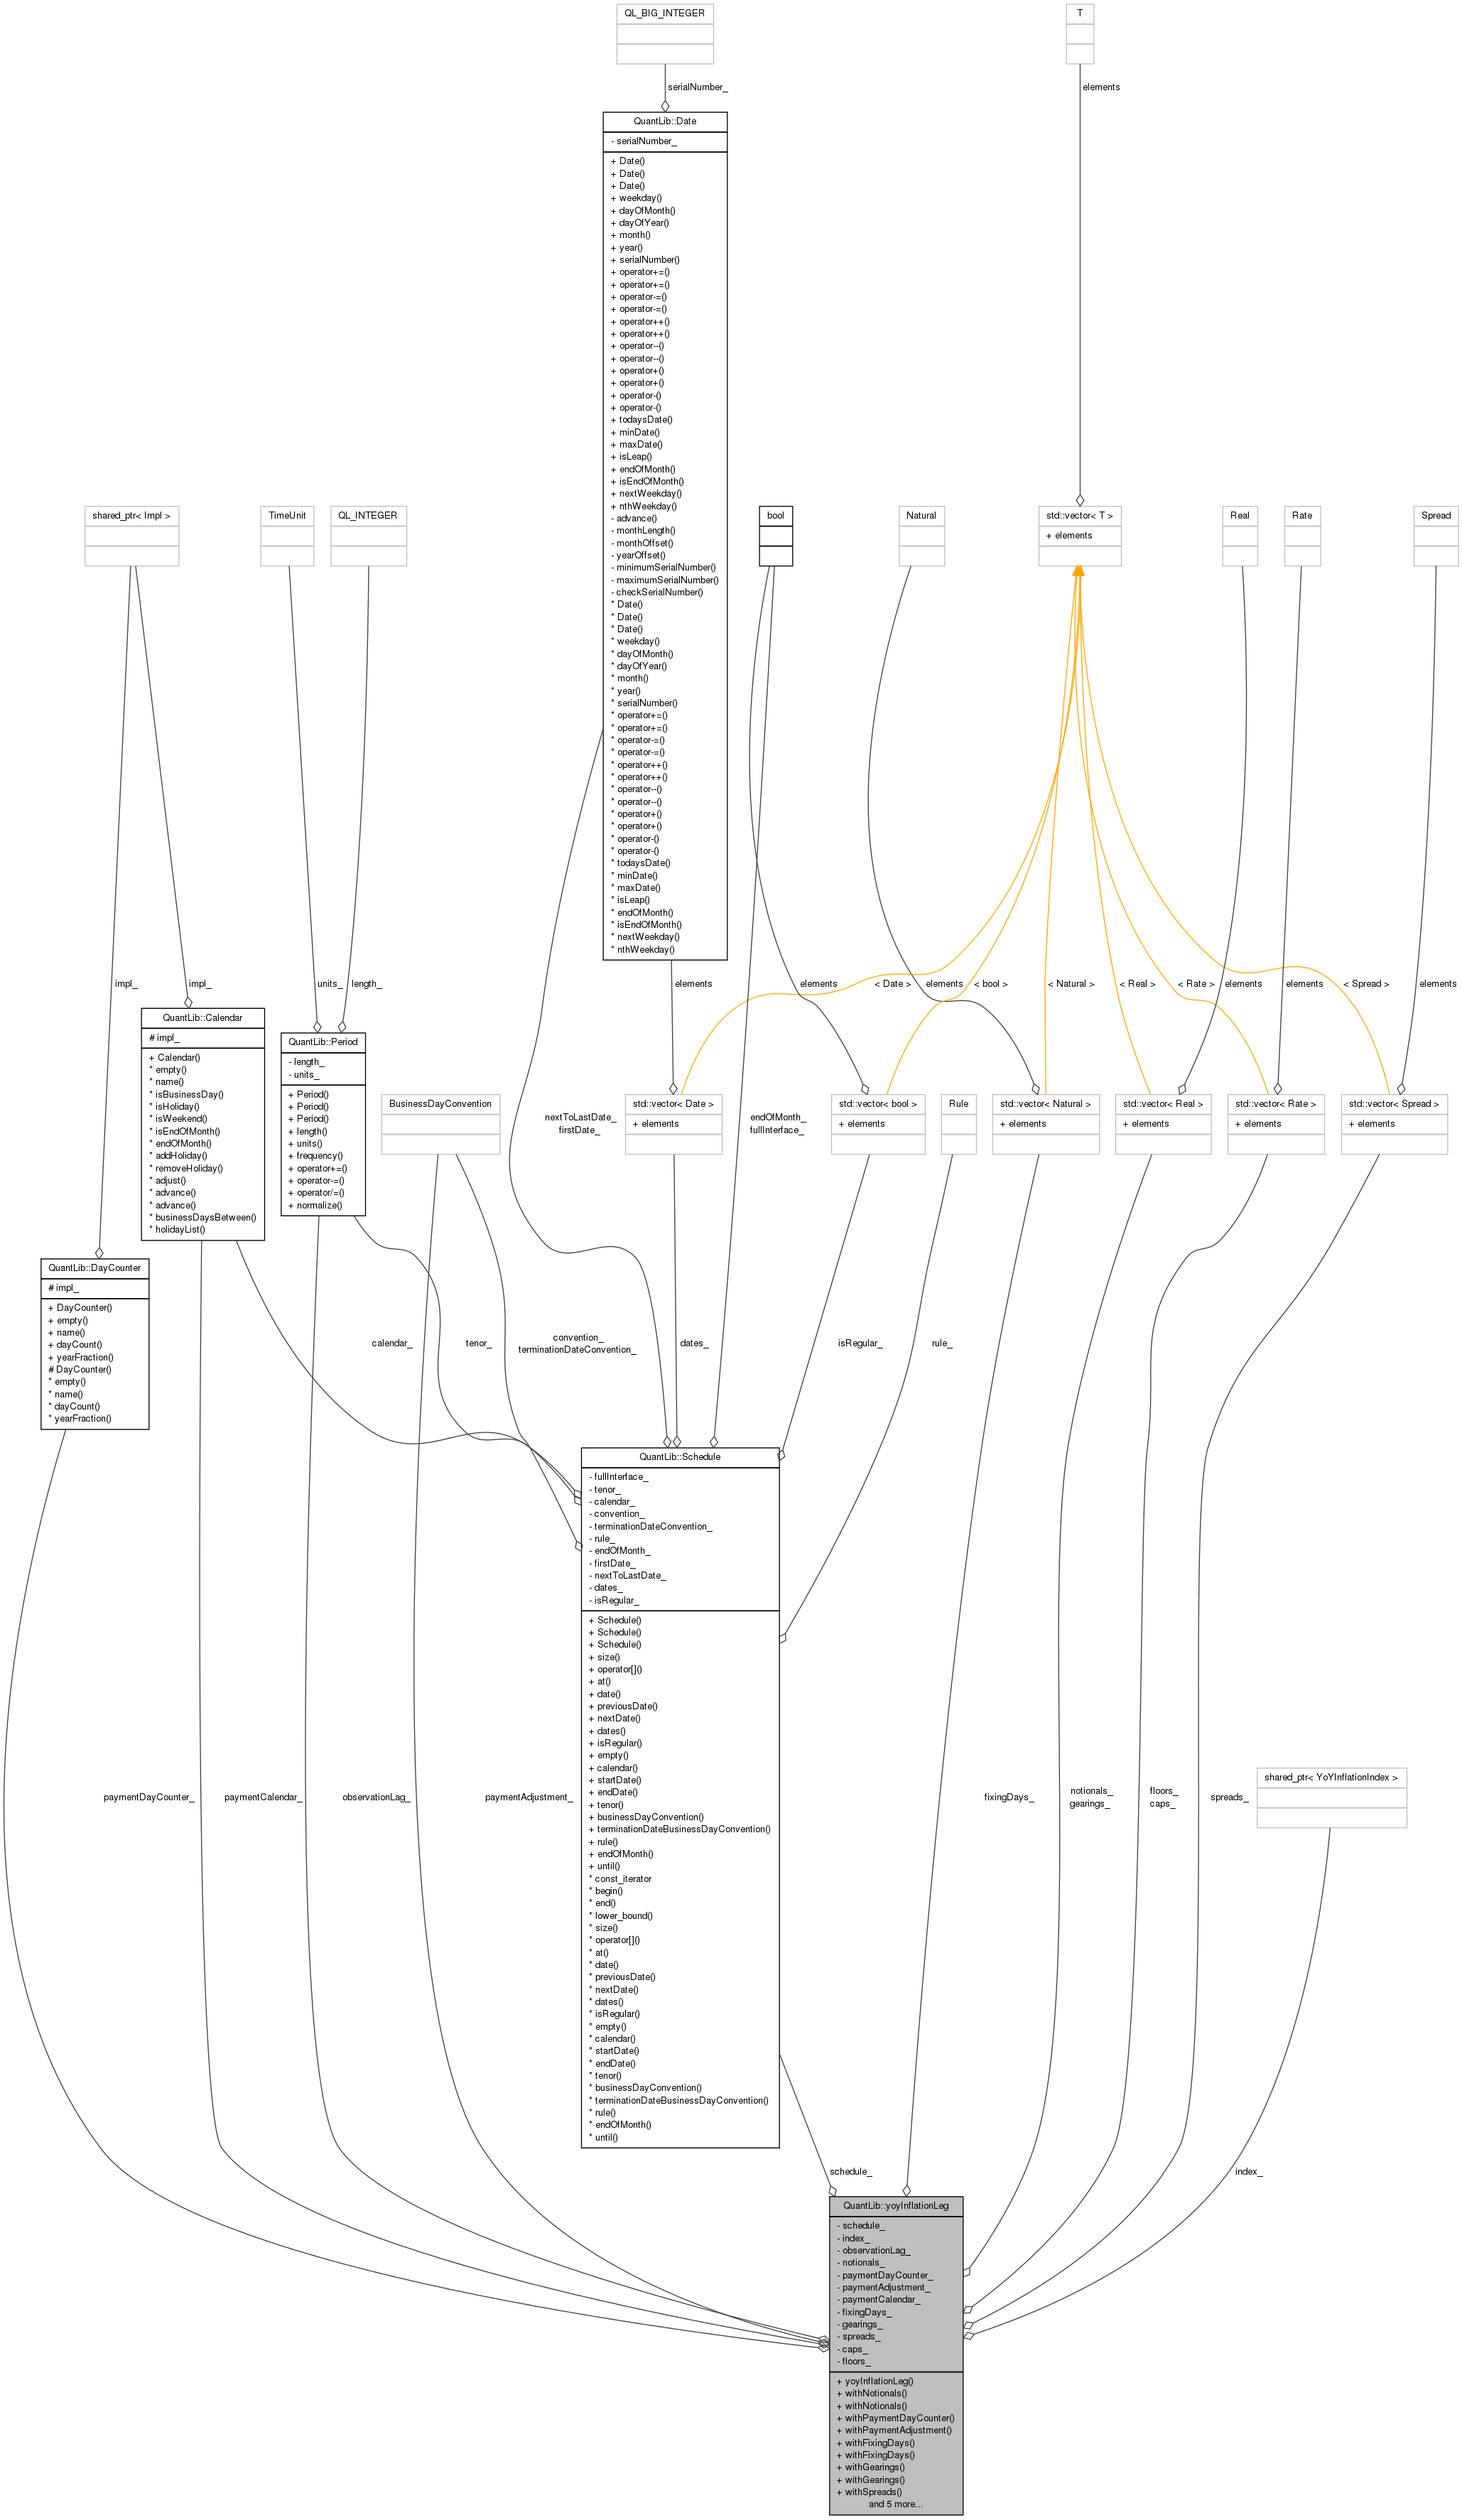 QL_BIG_INTEGER
T
serialNumber_
elements
QuantLib::Date
- serialNumber_
+ Date()
+ Date()
+ Date()
+ weekday()
+ dayOfMonth()
+ dayOfYear()
+ month()
+ year()
+ serialNumber()
+ operator+=()
+ operator+=()
+ operator-=()
+ operator-=()
+ operator++()
+ operator++()
+ operator--()
+ operator--()
+ operator+()
+ operator+()
+ operator-()
+ operator-()
+ todaysDate()
+ minDate()
+ maxDate()
+ isLeap()
+ endOfMonth()
+ isEndOfMonth()
+ nextWeekday()
+ nthWeekday()
- advance()
- monthLength()
- monthOffset()
- yearOffset()
- minimumSerialNumber()
- maximumSerialNumber()
- checkSerialNumber()
* Date()
* Date()
* Date()
* weekday()
* dayOfMonth()
* dayOfYear()
* month()
* year()
* serialNumber()
* operator+=()
* operator+=()
* operator-=()
* operator-=()
* operator++()
* operator++()
* operator--()
* operator--()
* operator+()
* operator+()
* operator-()
* operator-()
* todaysDate()
* minDate()
* maxDate()
* isLeap()
* endOfMonth()
* isEndOfMonth()
* nextWeekday()
* nthWeekday()
shared_ptr< Impl >
TimeUnit
QL_INTEGER
bool
Natural
std::vector< T >
+ elements
Real
Rate
Spread
impl_
impl_
units_
length_
elements
elements
< Date >
elements
< bool >
< Natural >
< Real >
< Rate >
elements
elements
< Spread >
elements
QuantLib::Calendar
# impl_
+ Calendar()
* empty()
* name()
* isBusinessDay()
* isHoliday()
* isWeekend()
* isEndOfMonth()
* endOfMonth()
* addHoliday()
* removeHoliday()
* adjust()
* advance()
* advance()
* businessDaysBetween()
* holidayList()
QuantLib::Period
- length_
- units_
+ Period()
+ Period()
+ Period()
+ length()
+ units()
+ frequency()
+ operator+=()
+ operator-=()
+ operator/=()
+ normalize()
BusinessDayConvention
nextToLastDate_
firstDate_
std::vector< Date >
+ elements
endOfMonth_
fullInterface_
std::vector< bool >
+ elements
Rule
std::vector< Natural >
+ elements
std::vector< Real >
+ elements
std::vector< Rate >
+ elements
std::vector< Spread >
+ elements
QuantLib::DayCounter
# impl_
+ DayCounter()
+ empty()
+ name()
+ dayCount()
+ yearFraction()
# DayCounter()
* empty()
* name()
* dayCount()
* yearFraction()
calendar_
tenor_
convention_
terminationDateConvention_
dates_
isRegular_
rule_
QuantLib::Schedule
- fullInterface_
- tenor_
- calendar_
- convention_
- terminationDateConvention_
- rule_
- endOfMonth_
- firstDate_
- nextToLastDate_
- dates_
- isRegular_
+ Schedule()
+ Schedule()
+ Schedule()
+ size()
+ operator[]()
+ at()
+ date()
+ previousDate()
+ nextDate()
+ dates()
+ isRegular()
+ empty()
+ calendar()
+ startDate()
+ endDate()
+ tenor()
+ businessDayConvention()
+ terminationDateBusinessDayConvention()
+ rule()
+ endOfMonth()
+ until()
* const_iterator
* begin()
* end()
* lower_bound()
* size()
* operator[]()
* at()
* date()
* previousDate()
* nextDate()
* dates()
* isRegular()
* empty()
* calendar()
* startDate()
* endDate()
* tenor()
* businessDayConvention()
* terminationDateBusinessDayConvention()
* rule()
* endOfMonth()
* until()
shared_ptr< YoYInflationIndex >
paymentDayCounter_
paymentCalendar_
observationLag_
paymentAdjustment_
fixingDays_
notionals_
gearings_
floors_
caps_
spreads_
schedule_
index_
QuantLib::yoyInflationLeg
- schedule_
- index_
- observationLag_
- notionals_
- paymentDayCounter_
- paymentAdjustment_
- paymentCalendar_
- fixingDays_
- gearings_
- spreads_
- caps_
- floors_
+ yoyInflationLeg()
+ withNotionals()
+ withNotionals()
+ withPaymentDayCounter()
+ withPaymentAdjustment()
+ withFixingDays()
+ withFixingDays()
+ withGearings()
+ withGearings()
+ withSpreads()
and 5 more...